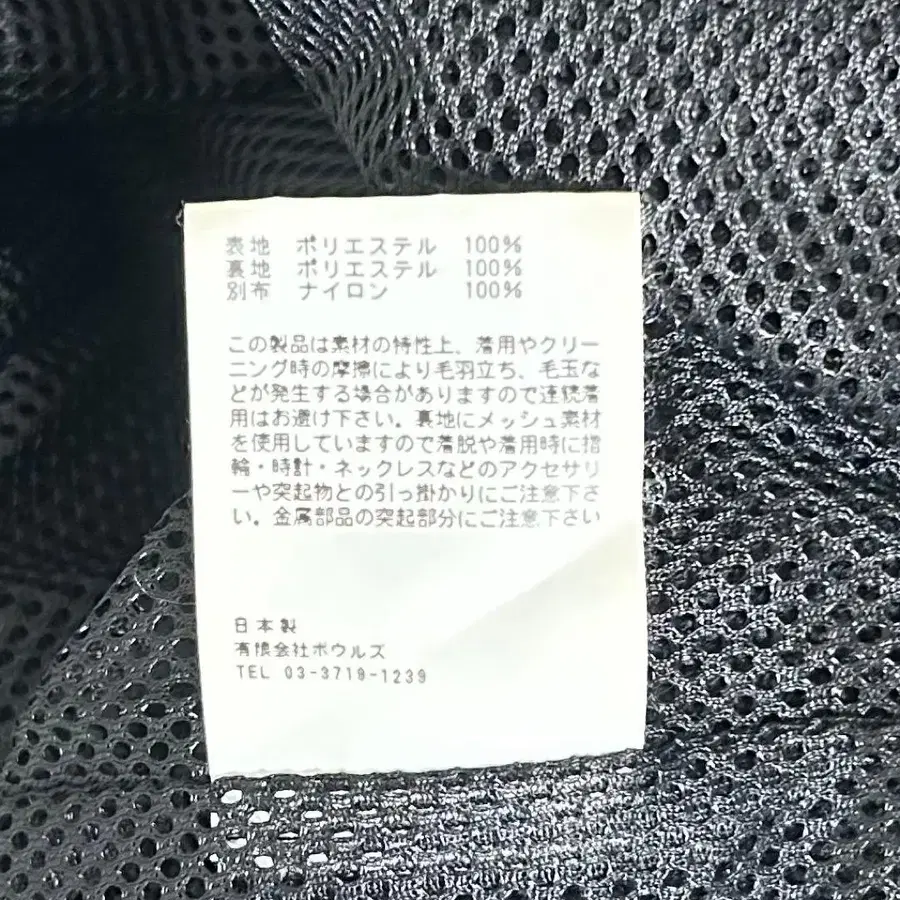 表地 ポリエステル 100%
裏地 ポリエステル 100%
別布 ナイロン 100%
この製品は素材の特性上、着用やクリー
ニング時の摩擦により毛羽立ち、毛玉な
どが発生する場合がありますので連続着
用はお避け下さい。裏地にメッシュ素材
を使用していますので着脱や着用時に指
輪・時計・ネックレスなどのアクセサリ
ーや突起物との引っ掛かりにご注意下さ
い。金属部品の突起部分にご注意下さい
日本製
有限会社ボウルズ
TEL 03-3719-1239